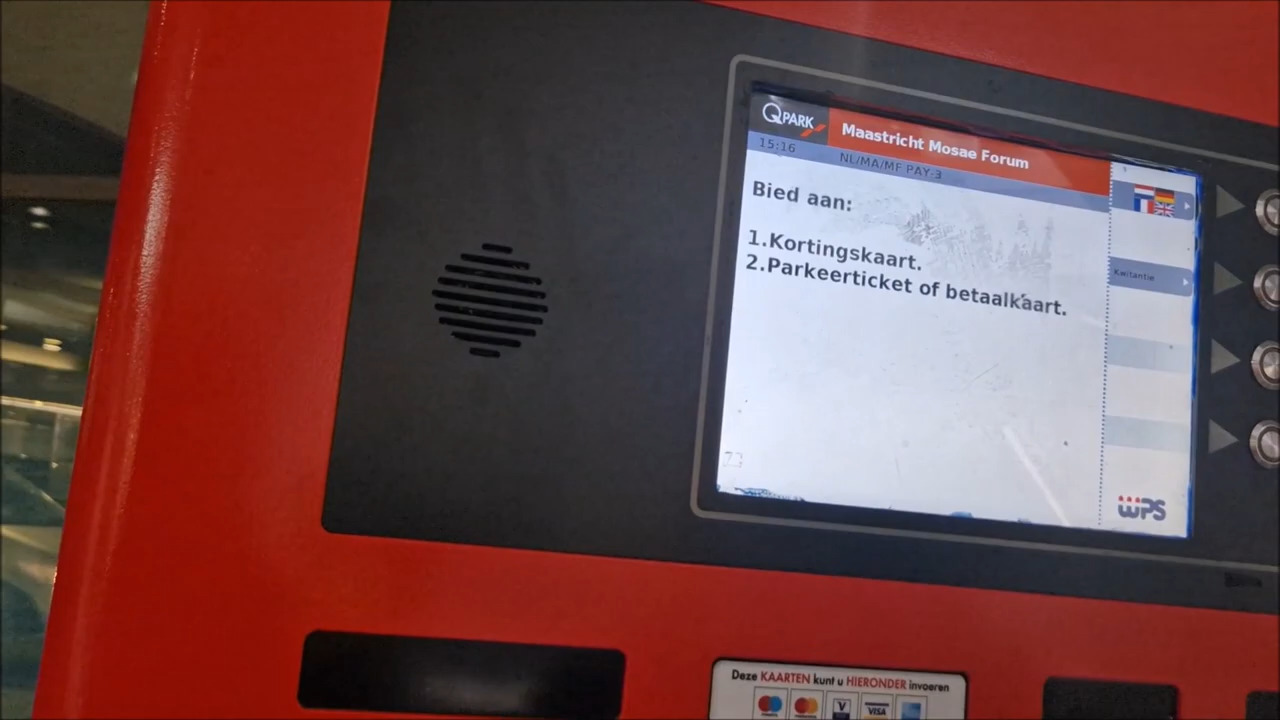 QPARK
Maastricht Mosae Forum
15:16 NL/MA/MF PAY-3
Bied aan:
1.Kortingskaart.
2.Parkeerticket of betaalkaart.
Kwitantie
WPS
Deze KAARTEN kunt u HIERONDER invoeren
VISA